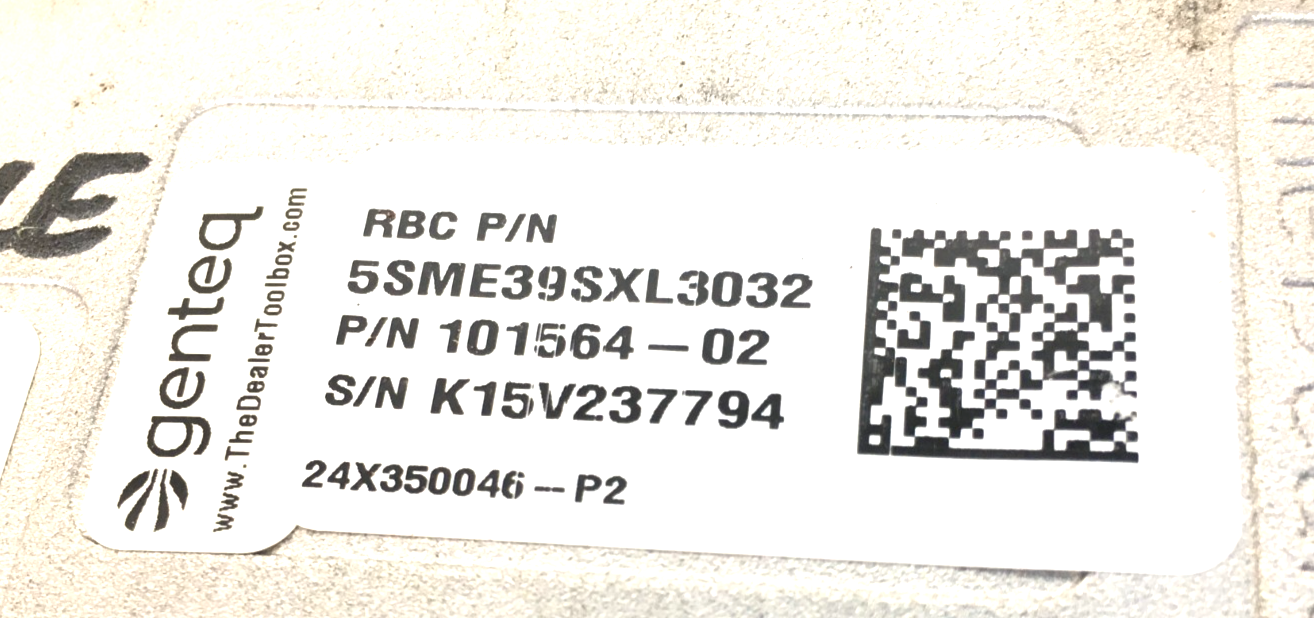 genteq
www.TheDealerToolbox.com
RBC P/N
5SME39SXL3032
P/N 101564-02
S/N K15V237794
24X350046-P2